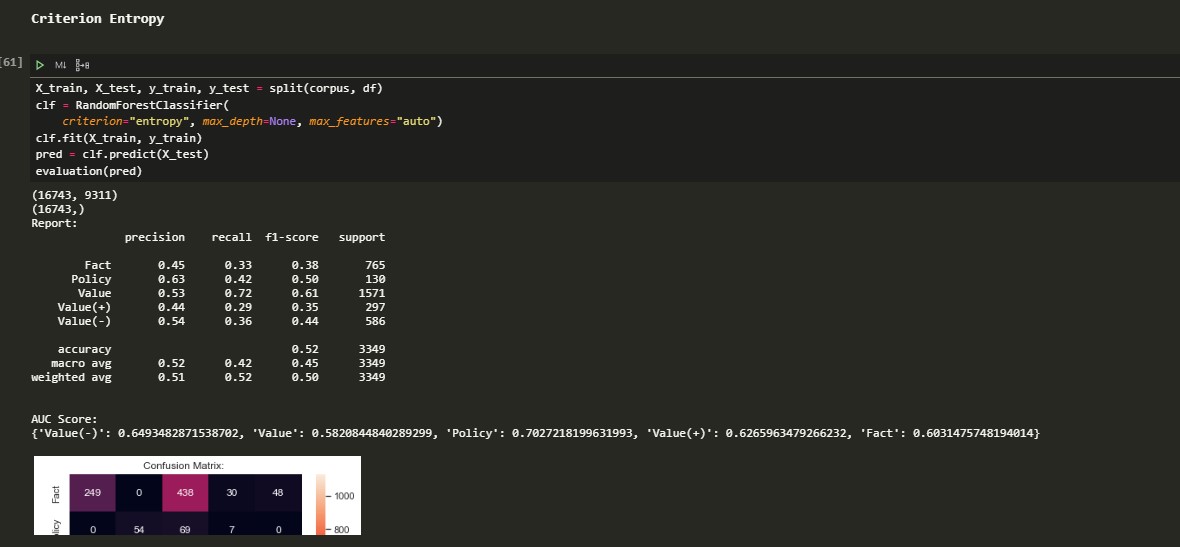 Criterion Entropy
[61]
M↓
X_train, X_test, y_train, y_test = split(corpus, df)
clf = RandomForestClassifier(
    criterion="entropy", max_depth=None, max_features="auto")
clf.fit(X_train, y_train)
pred = clf.predict(X_test)
evaluation(pred)
(16743, 9311)
(16743,)
Report:
precision recall f1-score support
Fact 0.45 0.33 0.38 765
Policy 0.63 0.42 0.50 130
Value 0.53 0.72 0.61 1571
Value(+) 0.44 0.29 0.35 297
Value(-) 0.54 0.36 0.44 586
accuracy 0.52 3349
macro avg 0.52 0.42 0.45 3349
weighted avg 0.51 0.52 0.50 3349
AUC Score:
{'Value(-)': 0.6493482871538702, 'Value': 0.5820844840289299, 'Policy': 0.7027218199631993, 'Value(+)': 0.6265963479266232, 'Fact': 0.6031475748194014}
Confusion Matrix:
Fact 249 0 438 30 48 1000
licy 0 54 69 7 0 800